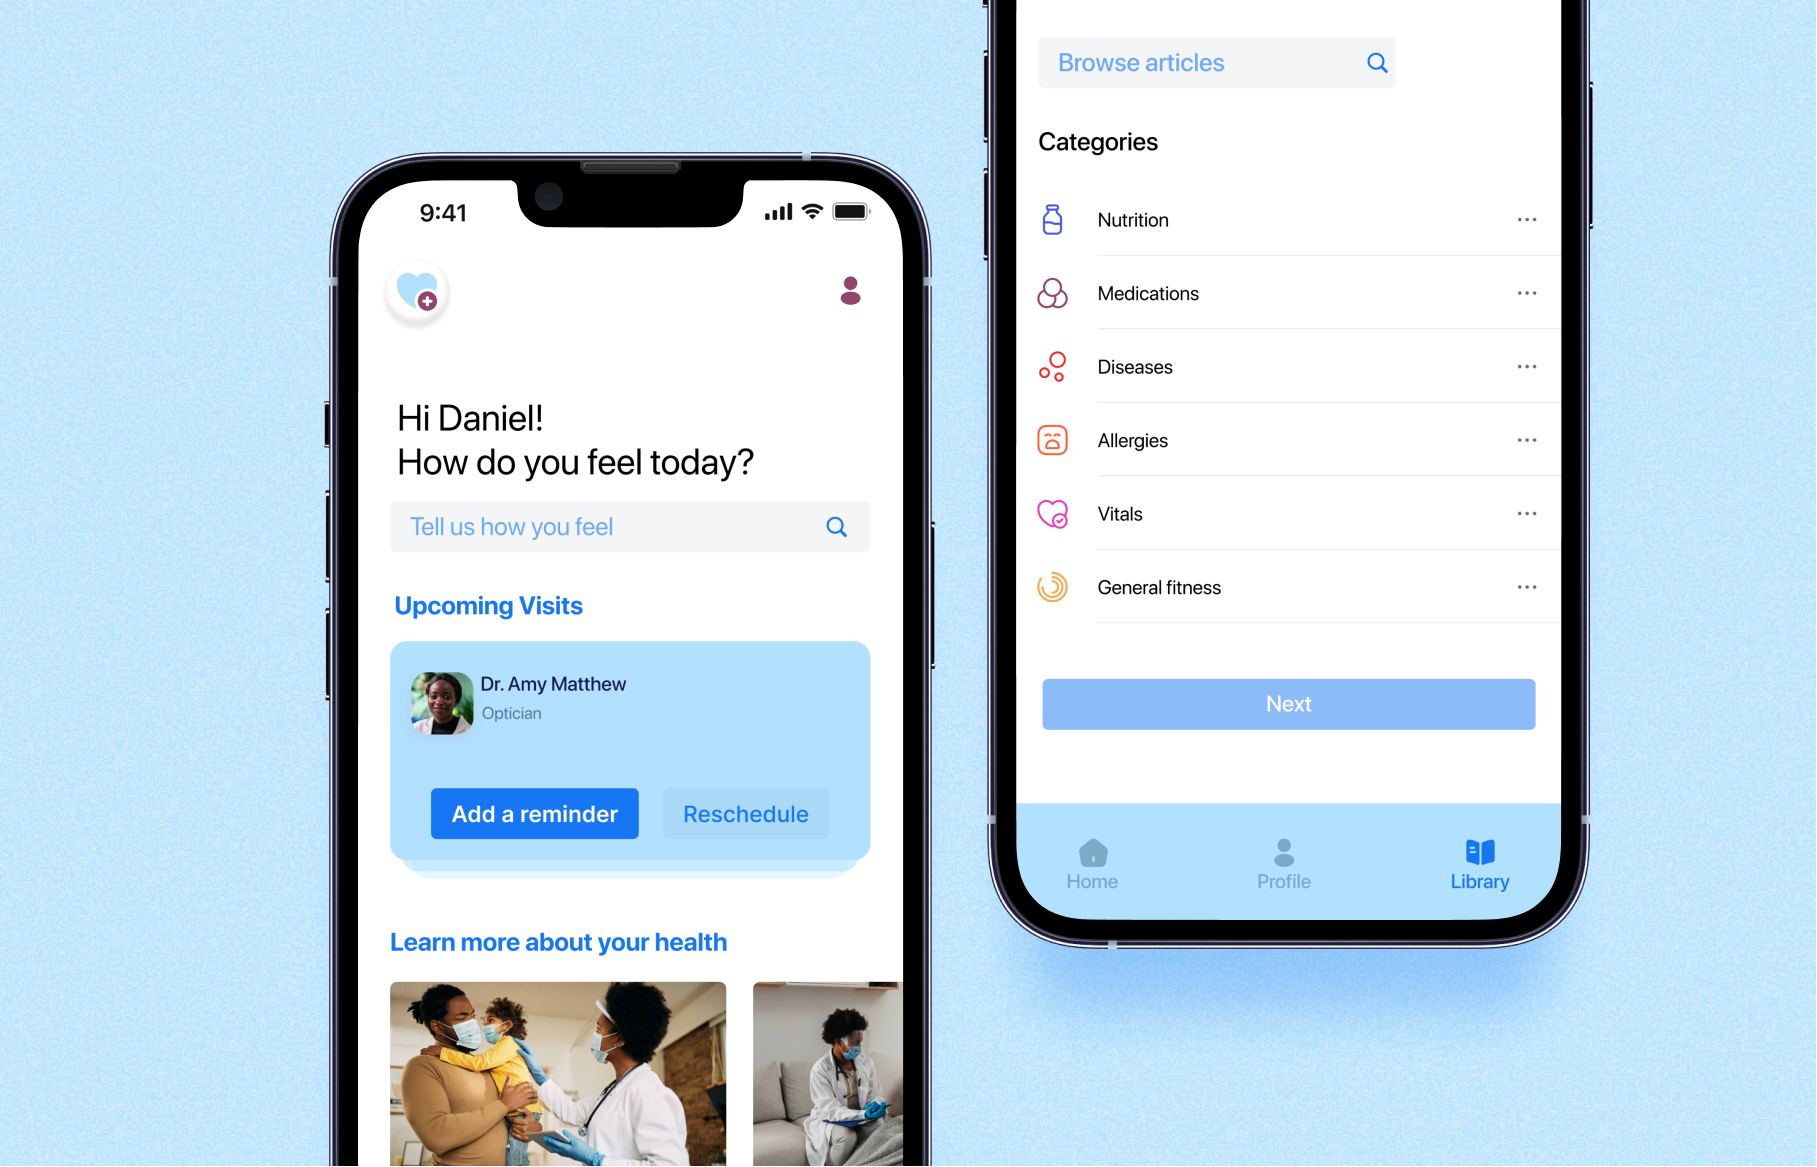 9:41
Hi Daniel!
How do you feel today?
Tell us how you feel
Upcoming Visits
Dr. Amy Matthew
Optician
Add a reminder
Reschedule
Learn more about your health
Browse articles
Categories
Nutrition
Medications
Diseases
Allergies
Vitals
General fitness
Next
Home
Profile
Library